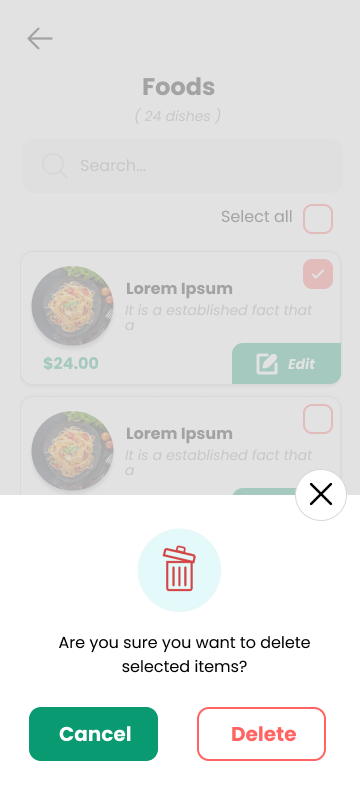 Foods
( 24 dishes )
Search...
Select all
Lorem Ipsum
It is a established fact that
a
$24.00
Edit
Lorem Ipsum
It is a established fact that
a
Are you sure you want to delete
selected items?
Cancel
Delete